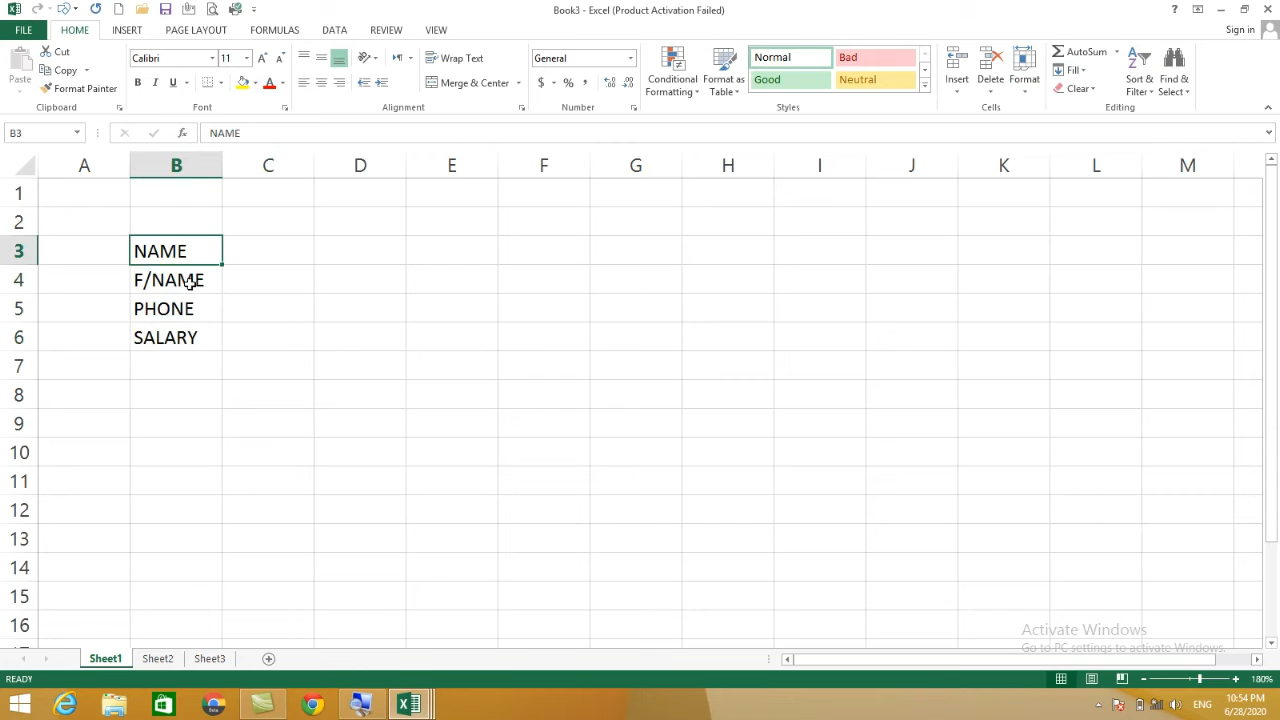 Book3 - Excel (Product Activation Failed)
FILE HOME INSERT PAGE LAYOUT FORMULAS DATA REVIEW VIEW Sign in
Paste
Cut
Copy
Format Painter
Clipboard
Calibri 11
B I U
Font
Wrap Text
Merge & Center
Alignment
General
$ % ,
Number
Conditional Formatting
Format as Table
Normal Bad
Good Neutral
Styles
Insert Delete Format
Cells
AutoSum
Fill
Clear
Sort & Filter
Find & Select
Editing
B3 fx NAME
A B C D E F G H I J K L M
1
2
3 NAME
4 F/NAME
5 PHONE
6 SALARY
7
8
9
10
11
12
13
14
15
16
Activate Windows
Go to PC settings to activate Windows.
Sheet1 Sheet2 Sheet3
READY 180%
ENG 10:54 PM
6/28/2020